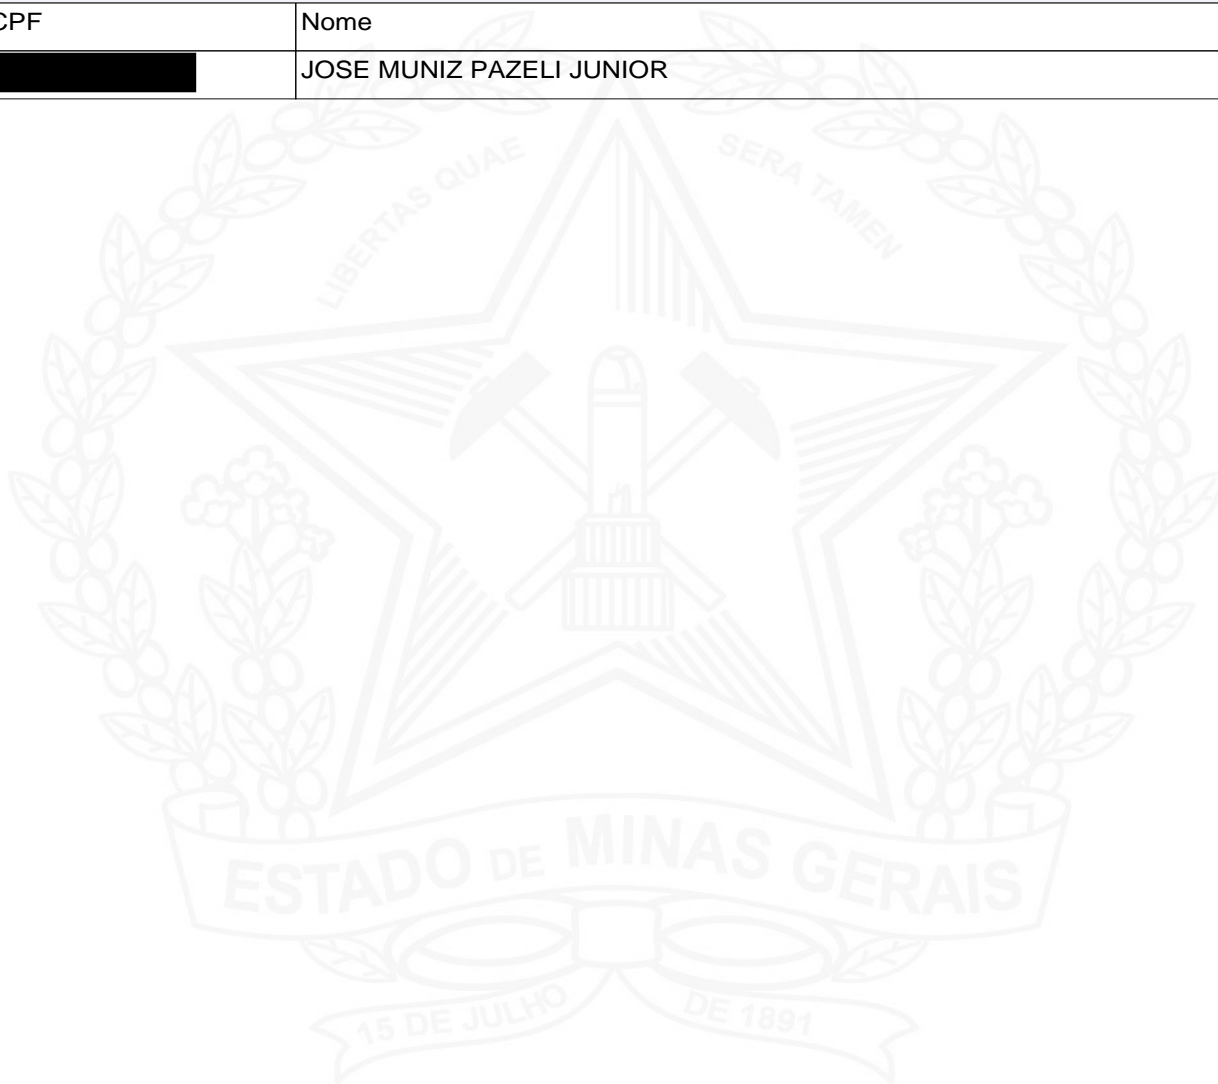 CPF Nome
JOSE MUNIZ PAZELI JUNIOR
LIBERTAS QUAE SERA TAMEN
ESTADO DE MINAS GERAIS
15 DE JULHO DE 1891